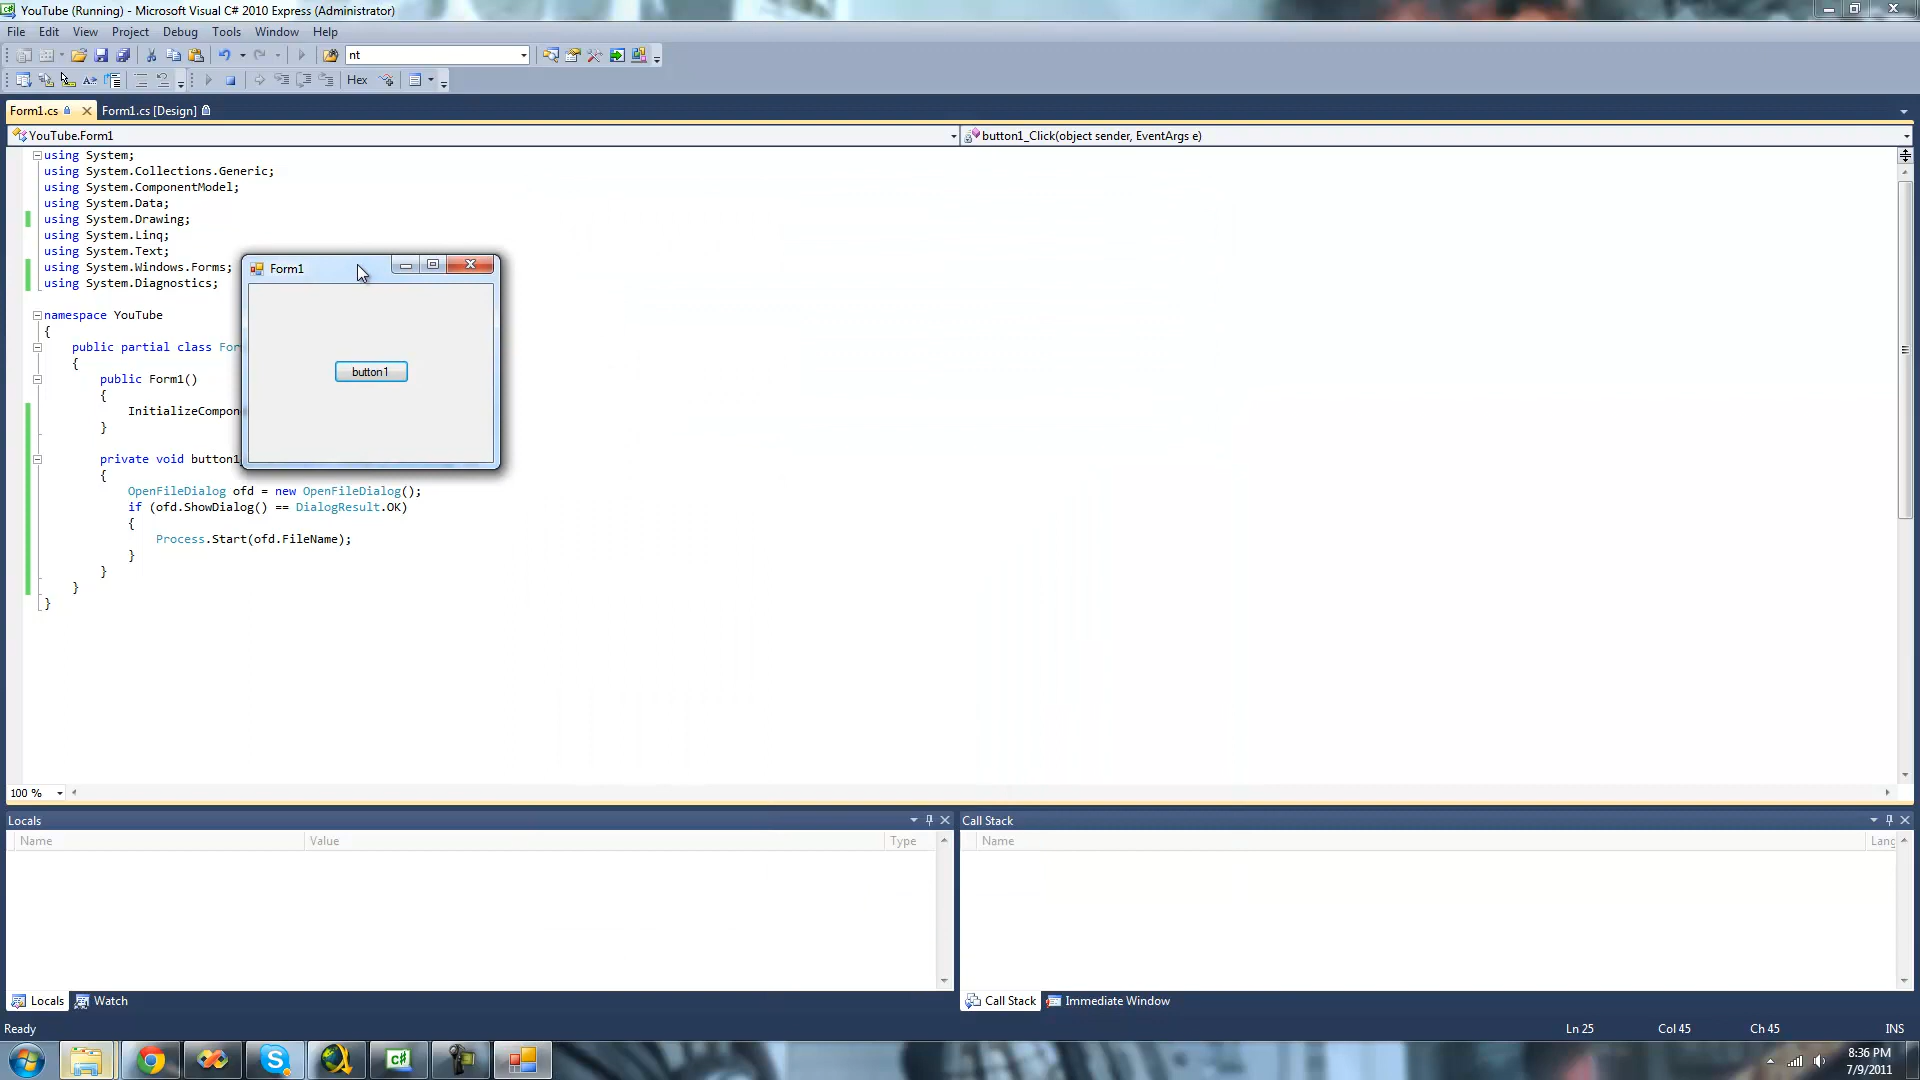 YouTube (Running) - Microsoft Visual C# 2010 Express (Administrator)
File Edit View Project Debug Tools Window Help
nt
Hex
Form1.cs Form1.cs [Design]
YouTube.Form1 button1_Click(object sender, EventArgs e)
using System;
using System.Collections.Generic;
using System.ComponentModel;
using System.Data;
using System.Drawing;
using System.Linq;
using System.Text;
using System.Windows.Forms;
using System.Diagnostics;
Form1
namespace YouTube
{
public partial class For
{
public Form1()
{
InitializeCompon
}
button1
private void button1_
{
OpenFileDialog ofd = new OpenFileDialog();
if (ofd.ShowDialog() == DialogResult.OK)
{
Process.Start(ofd.FileName);
}
}
}
}
100 %
Locals Call Stack
Name Value Type Name Lang
Locals Watch Call Stack Immediate Window
Ready Ln 25 Col 45 Ch 45 INS
8:36 PM
7/9/2011